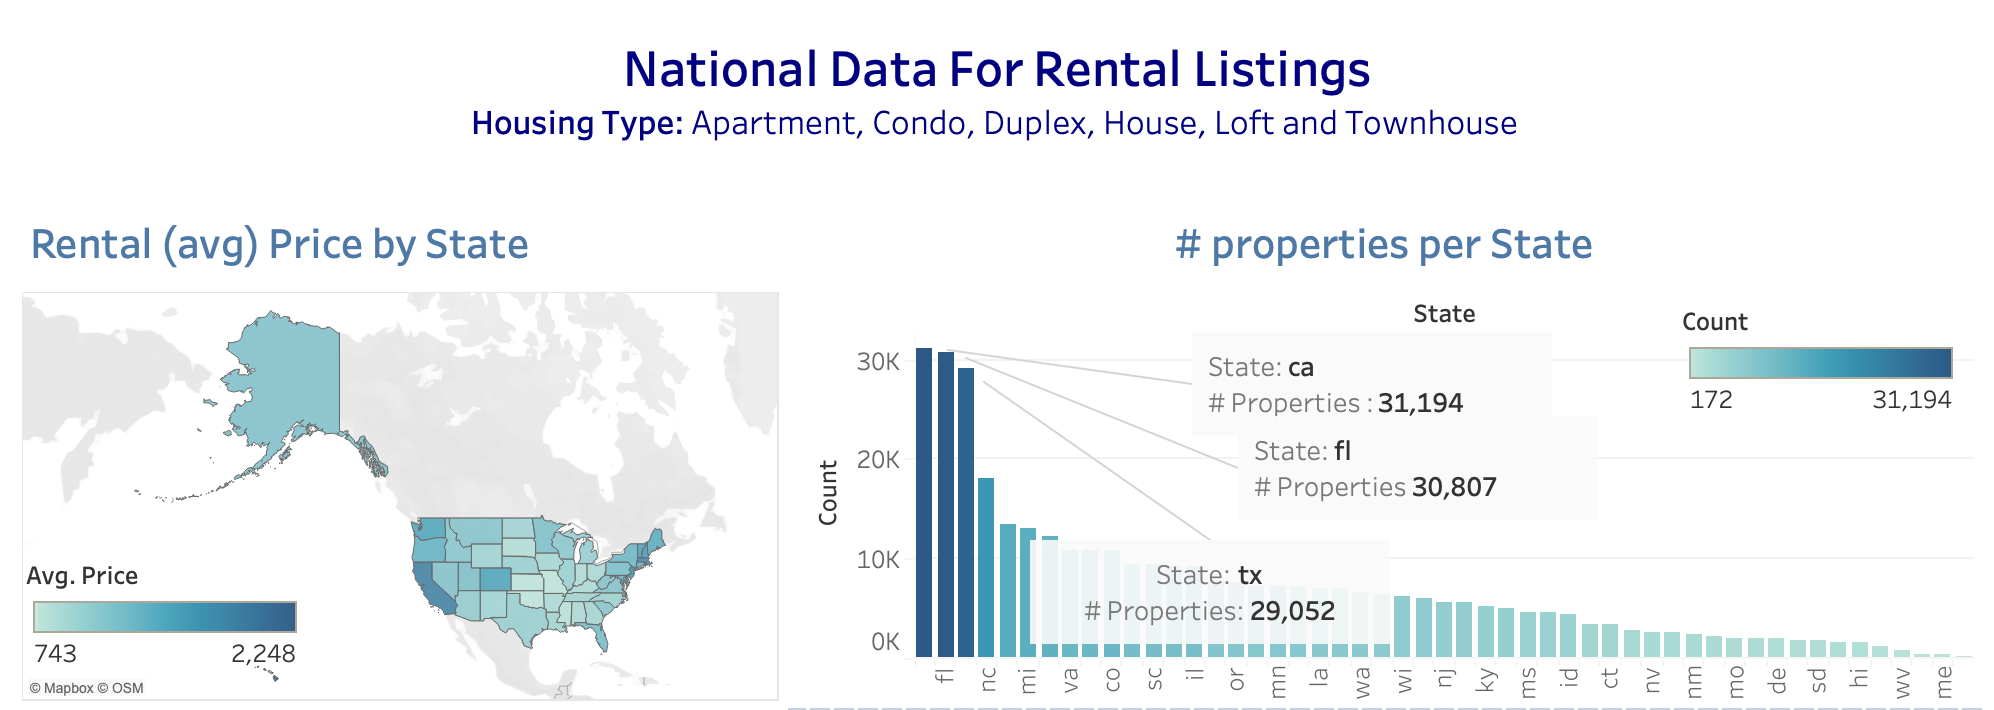 National Data For Rental Listings
Housing Type: Apartment, Condo, Duplex, House, Loft and Townhouse
Rental (avg) Price by State
# properties per State
Avg. Price
743
2,248
© Mapbox © OSM
State
Count
172
31,194
Count
30K
20K
10K
0K
State: ca
# Properties : 31,194
State: fl
# Properties 30,807
State: tx
# Properties: 29,052
fl
nc
mi
va
co
sc
il
or
mn
la
wa
wi
nj
ky
ms
id
ct
nv
nm
mo
de
sd
hi
wv
me